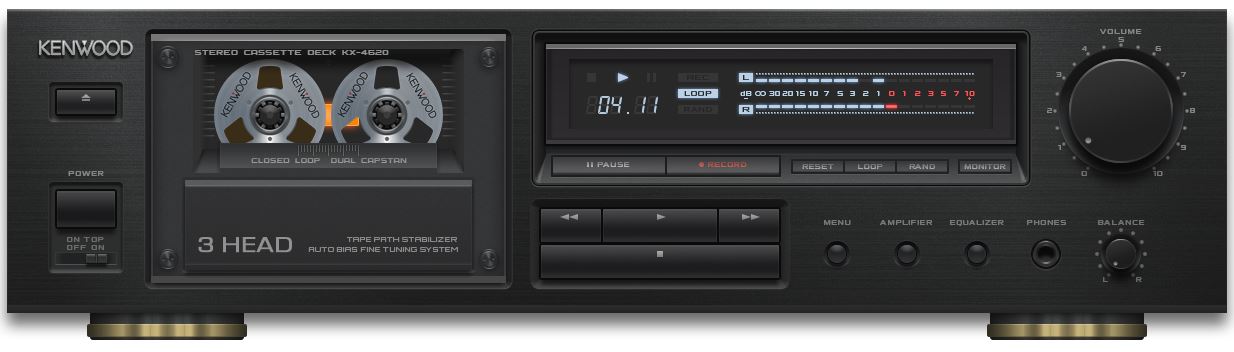 KENWOOD
STEREO CASSETTE DECK KX-4620
KENWOOD KENWOOD KENWOOD
CLOSED LOOP DUAL CAPSTAN
3 HEAD
TAPE PATH STABILIZER
AUTO BIAS FINE TUNING SYSTEM
POWER
ON TOP
OFF ON
04.11
REC
LOOP
RAND
L
dB ∞ 30 20 15 10 7 5 3 2 1 0 1 2 3 5 7 10
- +
R
PAUSE
RECORD
RESET LOOP RAND MONITOR
MENU AMPLIFIER EQUALIZER PHONES BALANCE
L R
VOLUME
0 1 2 3 4 5 6 7 8 9 10